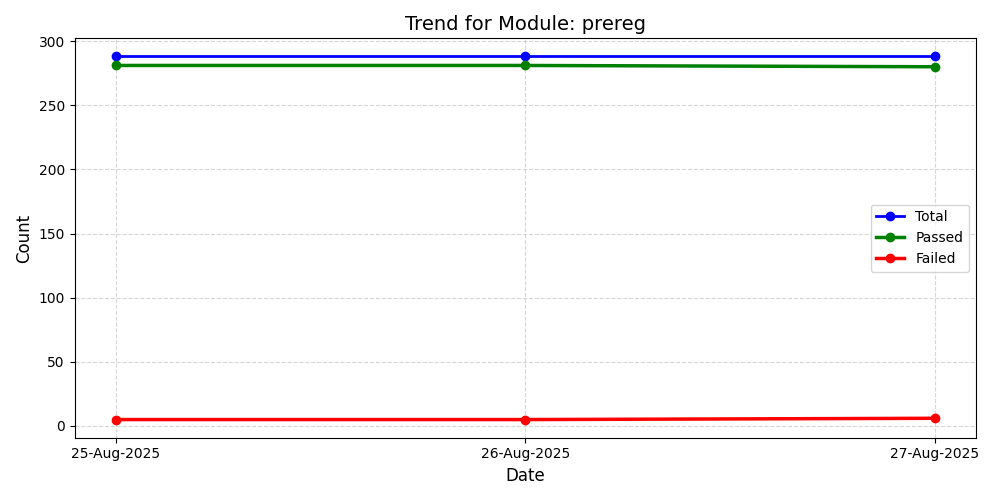 Trend for Module: prereg
300
250
200
150
100
50
0
Count
Total
Passed
Failed
25-Aug-2025
26-Aug-2025
27-Aug-2025
Date